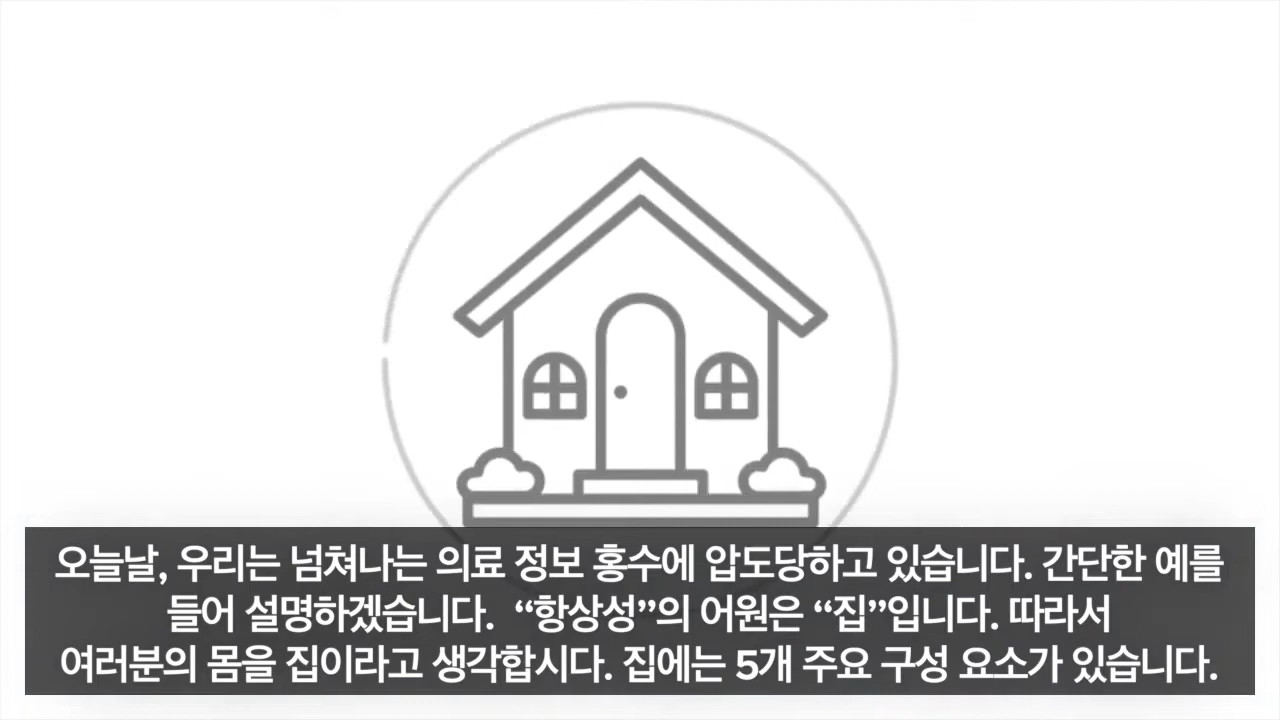 오늘날, 우리는 넘쳐나는 의료 정보 홍수에 압도당하고 있습니다. 간단한 예를
들어 설명하겠습니다. “항상성”의 어원은 “집”입니다. 따라서
여러분의 몸을 집이라고 생각합시다. 집에는 5개 주요 구성 요소가 있습니다.